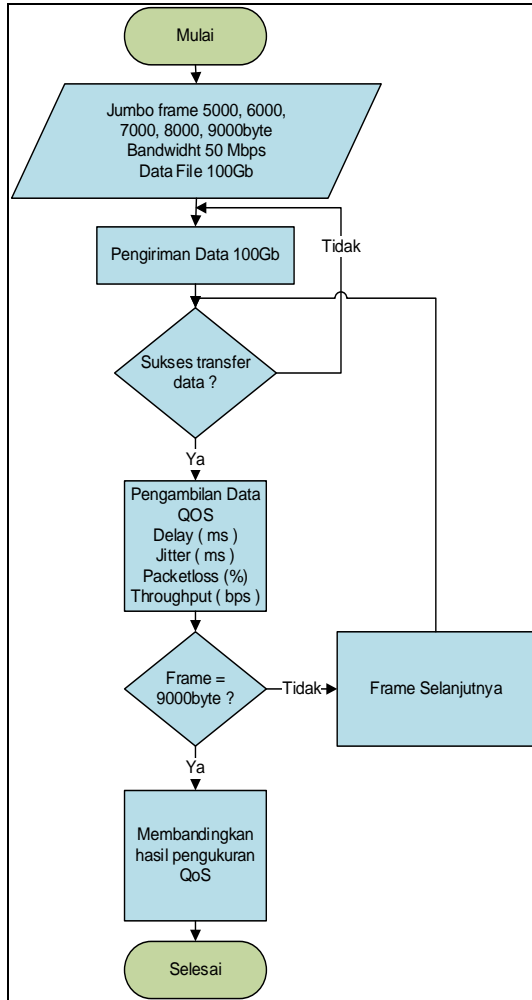 Mulai
Jumbo frame 5000, 6000,
7000, 8000, 9000byte
Bandwidht 50 Mbps
Data File 100Gb
Tidak
Pengiriman Data 100Gb
Sukses transfer
data ?
Ya
Pengambilan Data
QOS
Delay ( ms )
Jitter ( ms )
Packetloss (%)
Throughput ( bps )
Frame =
9000byte ?
Tidak
Frame Selanjutnya
Ya
Membandingkan
hasil pengukuran
QoS
Selesai